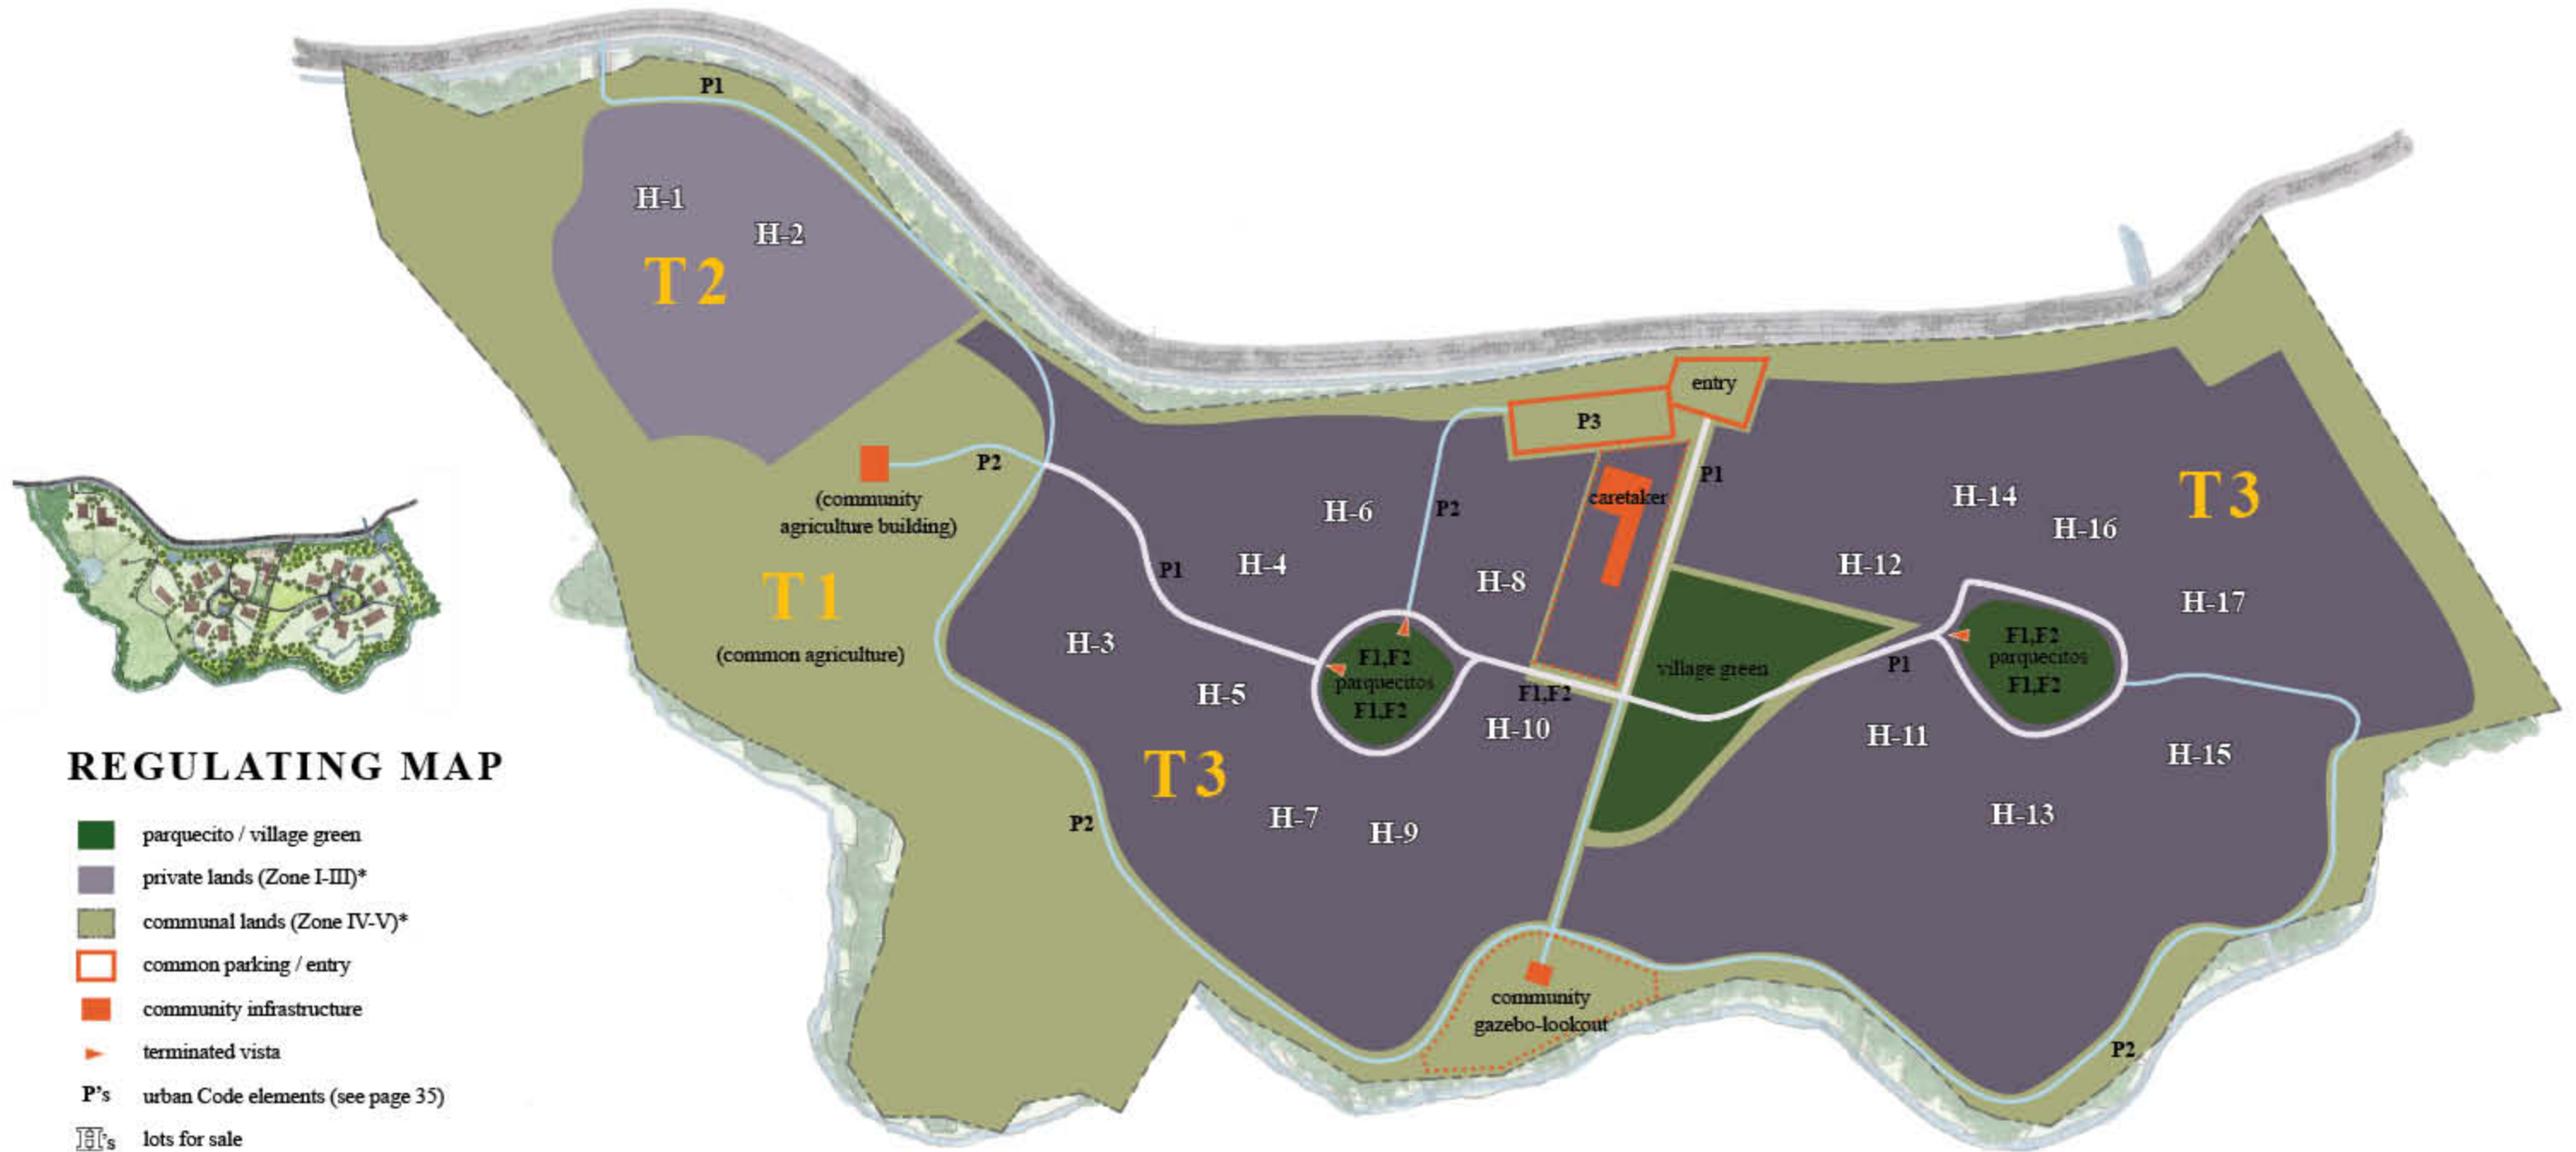 P1
H-1
H-2
T2
entry
P3
P1
P2
(community
agriculture building)
T1
(common agriculture)
H-6
P2
caretaker
H-4
P1
H-8
H-3
H-5
F1,F2
parquecitos
F1,F2
F1,F2
H-10
village green
T3
H-7
H-9
P2
H-14
T3
H-16
H-12
H-17
F1,F2
parquecitos
F1,F2
P1
H-11
H-15
H-13
community
gazebo-lookout
P2
REGULATING MAP
parquecito / village green
private lands (Zone I-III)*
communal lands (Zone IV-V)*
common parking / entry
community infrastructure
terminated vista
P's urban Code elements (see page 35)
H's lots for sale